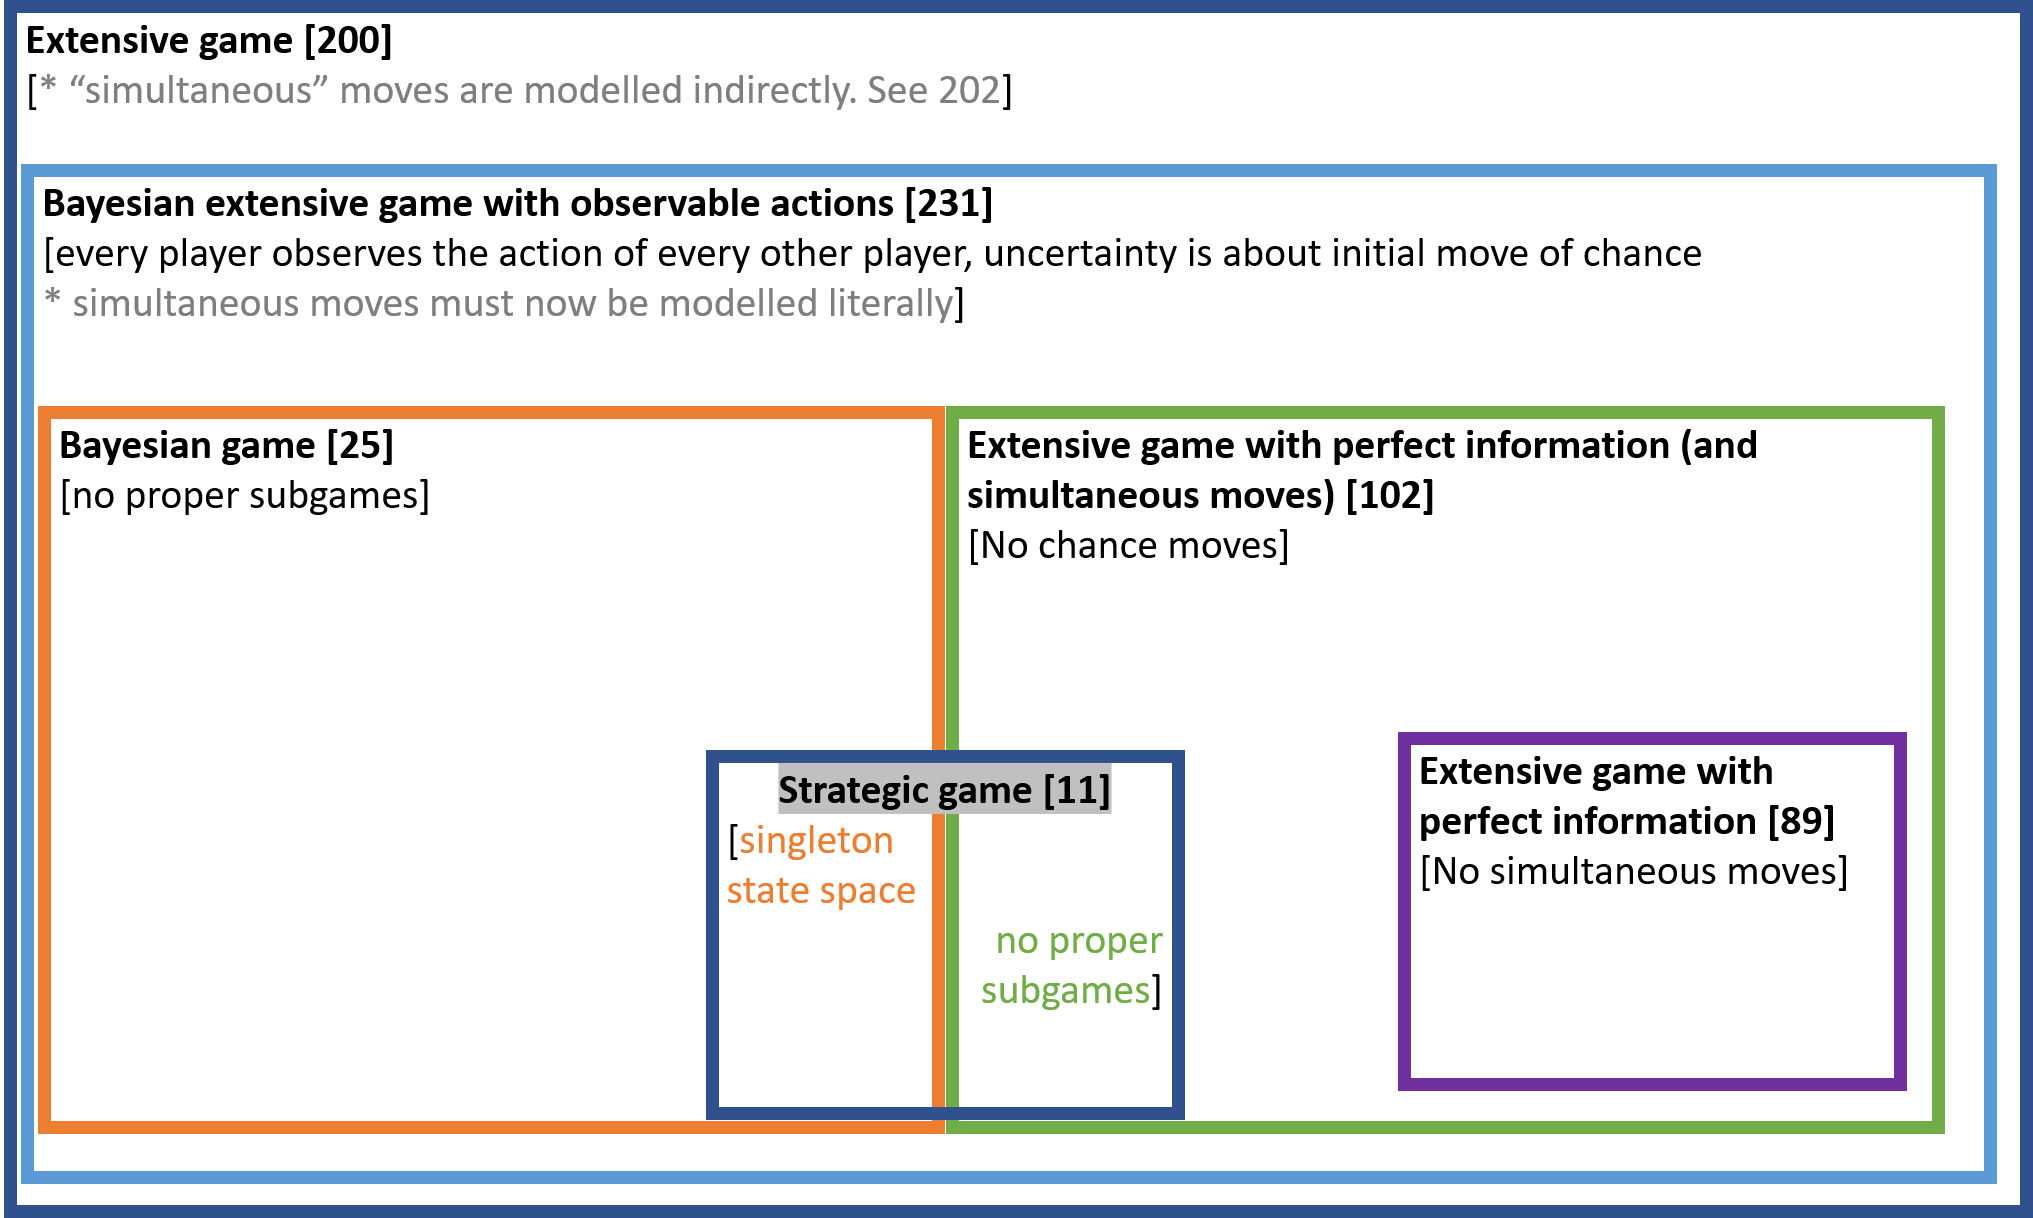 Extensive game [200]
[* “simultaneous” moves are modelled indirectly. See 202]
Bayesian extensive game with observable actions [231]
[every player observes the action of every other player, uncertainty is about initial move of chance
* simultaneous moves must now be modelled literally]
Bayesian game [25]
[no proper subgames]
Extensive game with perfect information (and
simultaneous moves) [102]
[No chance moves]
Strategic game [11]
[singleton
state space
no proper
subgames]
Extensive game with
perfect information [89]
[No simultaneous moves]